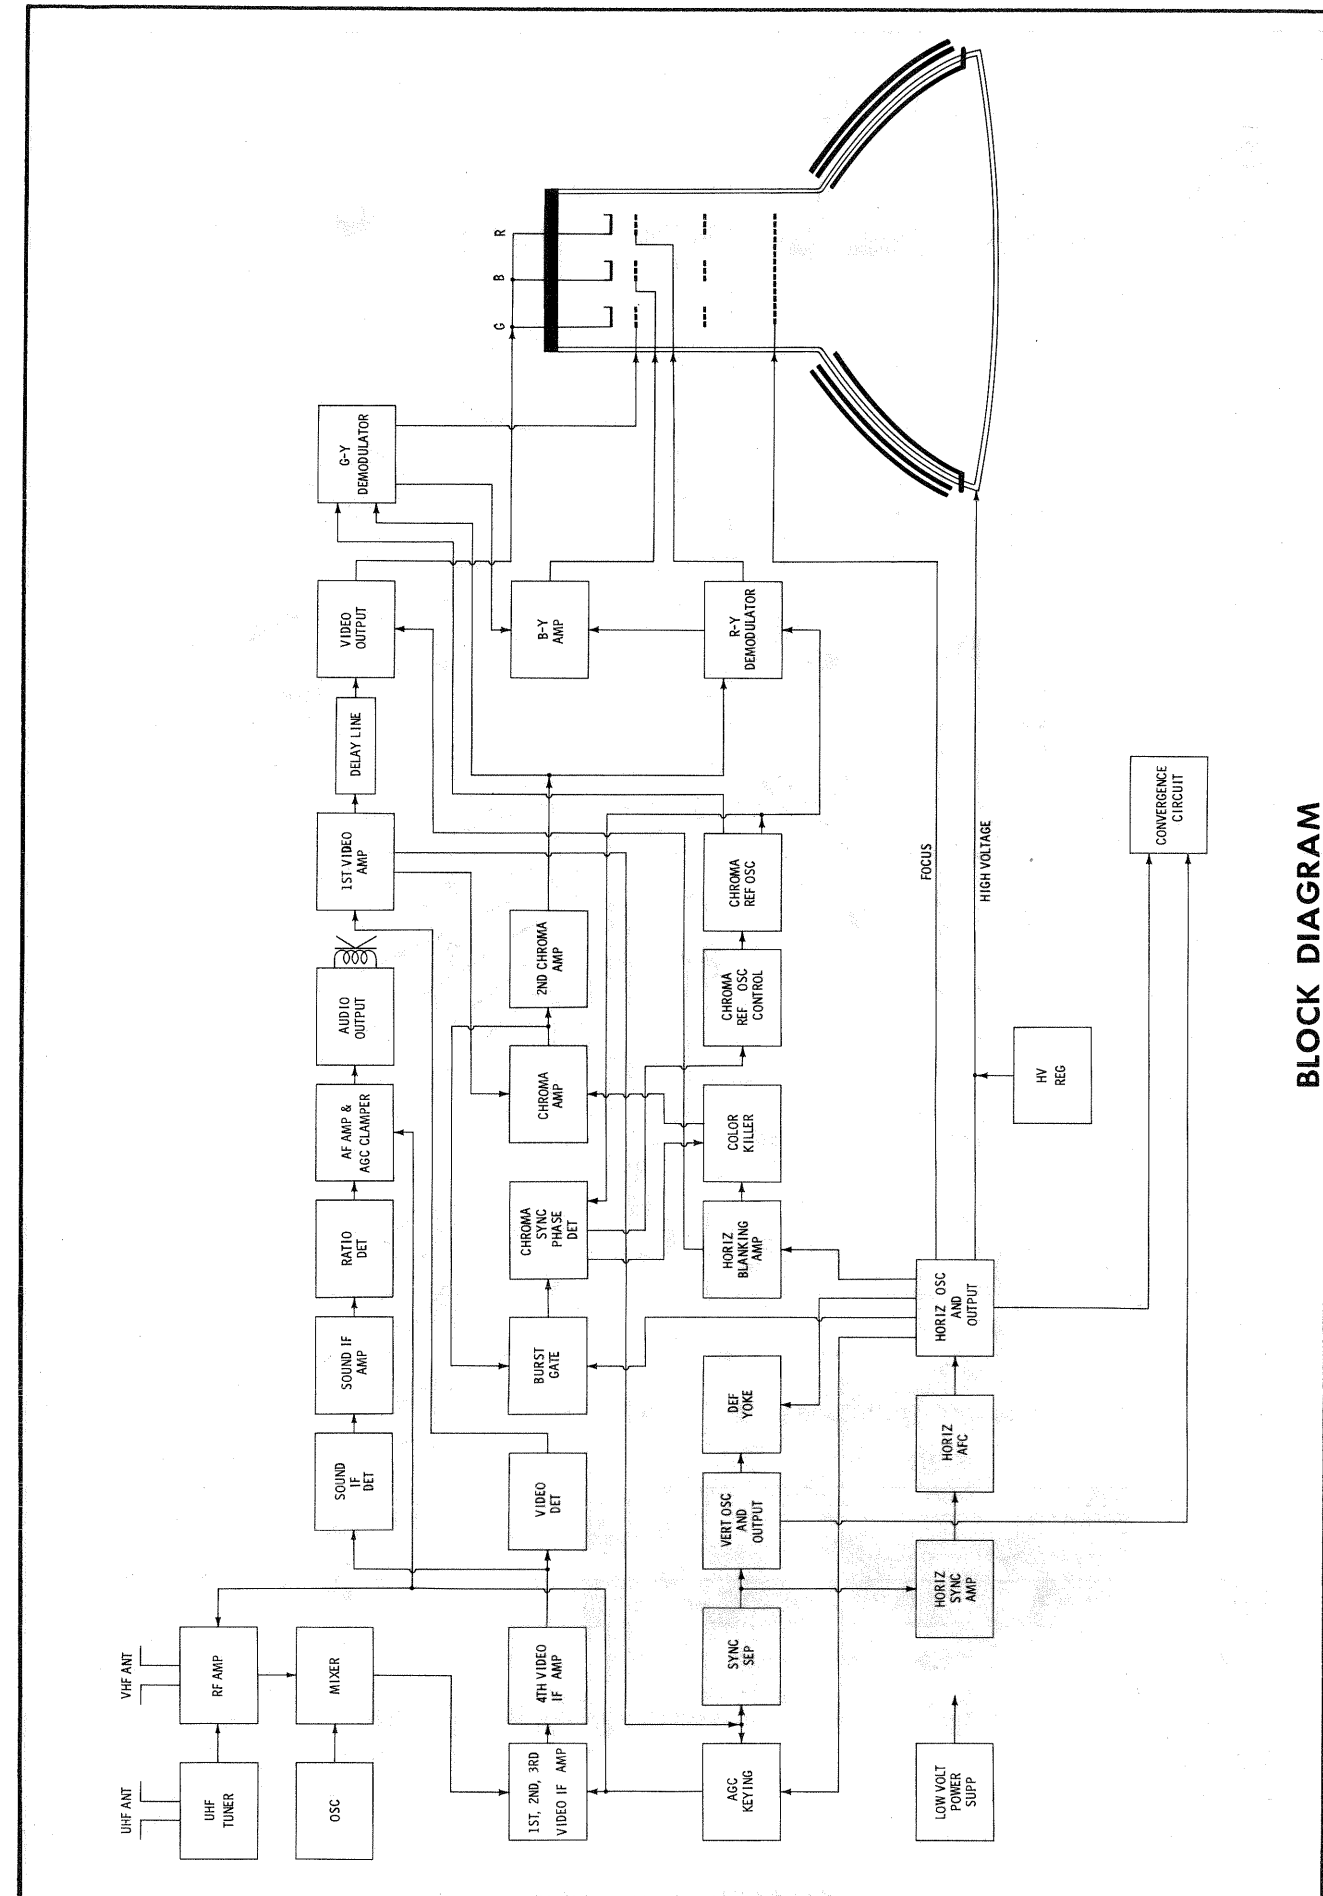 UHF ANT
VHF ANT
UHF
TUNER
RF AMP
OSC
MIXER
SOUND
IF
DET
SOUND IF
AMP
RATIO
DET
AF AMP &
AGC CLAMPER
AUDIO
OUTPUT
1ST VIDEO
AMP
DELAY LINE
VIDEO
OUTPUT
G-Y
DEMODULATOR
1ST, 2ND, 3RD
VIDEO IF AMP
4TH VIDEO
IF AMP
VIDEO
DET
BURST
GATE
CHROMA
SYNC
PHASE
DET
CHROMA
AMP
2ND CHROMA
AMP
B-Y
AMP
G
B
R
AGC
KEYING
SYNC
SEP
VERT OSC
AND
OUTPUT
DEF
YOKE
HORIZ
BLANKING
AMP
COLOR
KILLER
CHROMA
REF OSC
CONTROL
CHROMA
REF OSC
R-Y
DEMODULATOR
LOW VOLT
POWER
SUPP
HORIZ
SYNC
AMP
HORIZ
AFC
HORIZ OSC
AND
OUTPUT
FOCUS
HIGH VOLTAGE
HV
REG
CONVERGENCE
CIRCUIT
BLOCK DIAGRAM